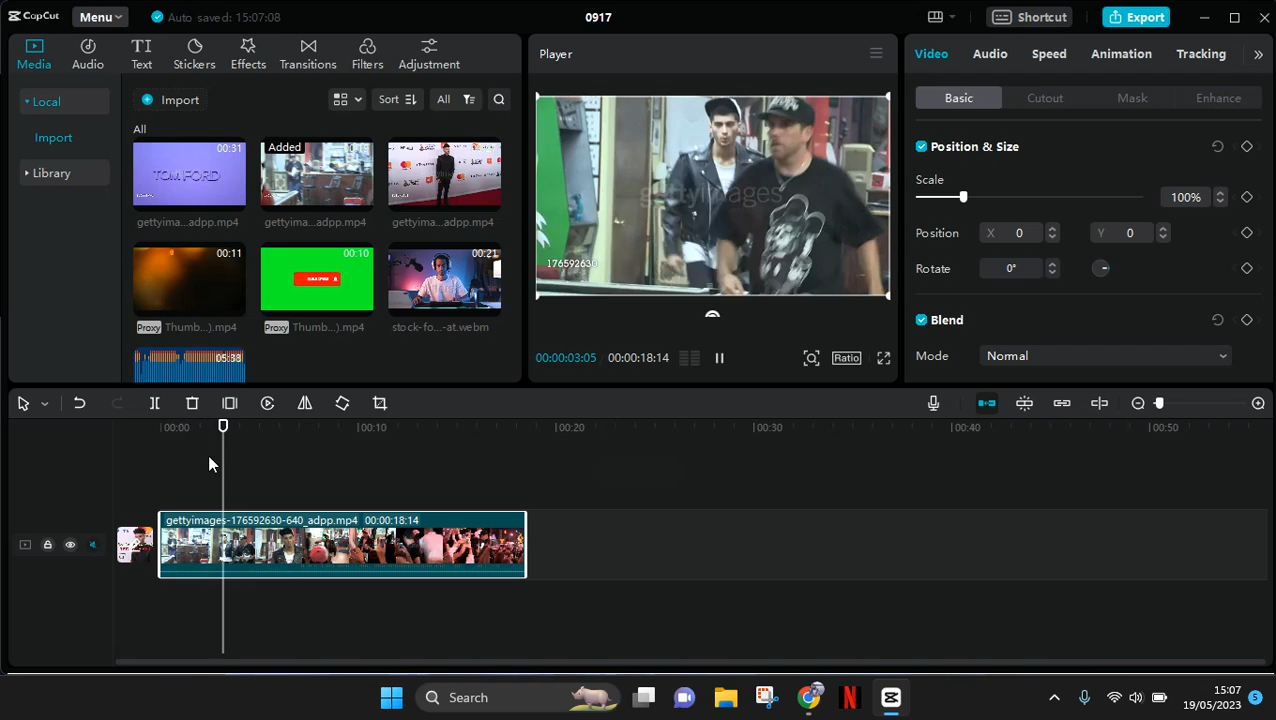 CapCut
Menu
Auto saved: 15:07:08
0917
Shortcut
Export
Media
Audio
Text
Stickers
Effects
Transitions
Filters
Adjustment
Local
Import
Library
Import
Sort
All
All
00:31
TOM FORD
gettyima...adpp.mp4
Added
gettyima...adpp.mp4
gettyima...adpp.mp4
00:11
Proxy Thumb...).mp4
00:10
Proxy Thumb...).mp4
00:21
stock-fo...-at.webm
05:33
Player
gettyimages
176592630
00:00:03:05
00:00:18:14
Ratio
Video
Audio
Speed
Animation
Tracking
Basic
Cutout
Mask
Enhance
Position & Size
Scale
100%
Position
X 0
Y 0
Rotate
0°
Blend
Mode
Normal
00:00
00:10
00:20
00:30
00:40
00:50
gettyimages-176592630-640_adpp.mp4 00:00:18:14
Search
15:07
19/05/2023
5